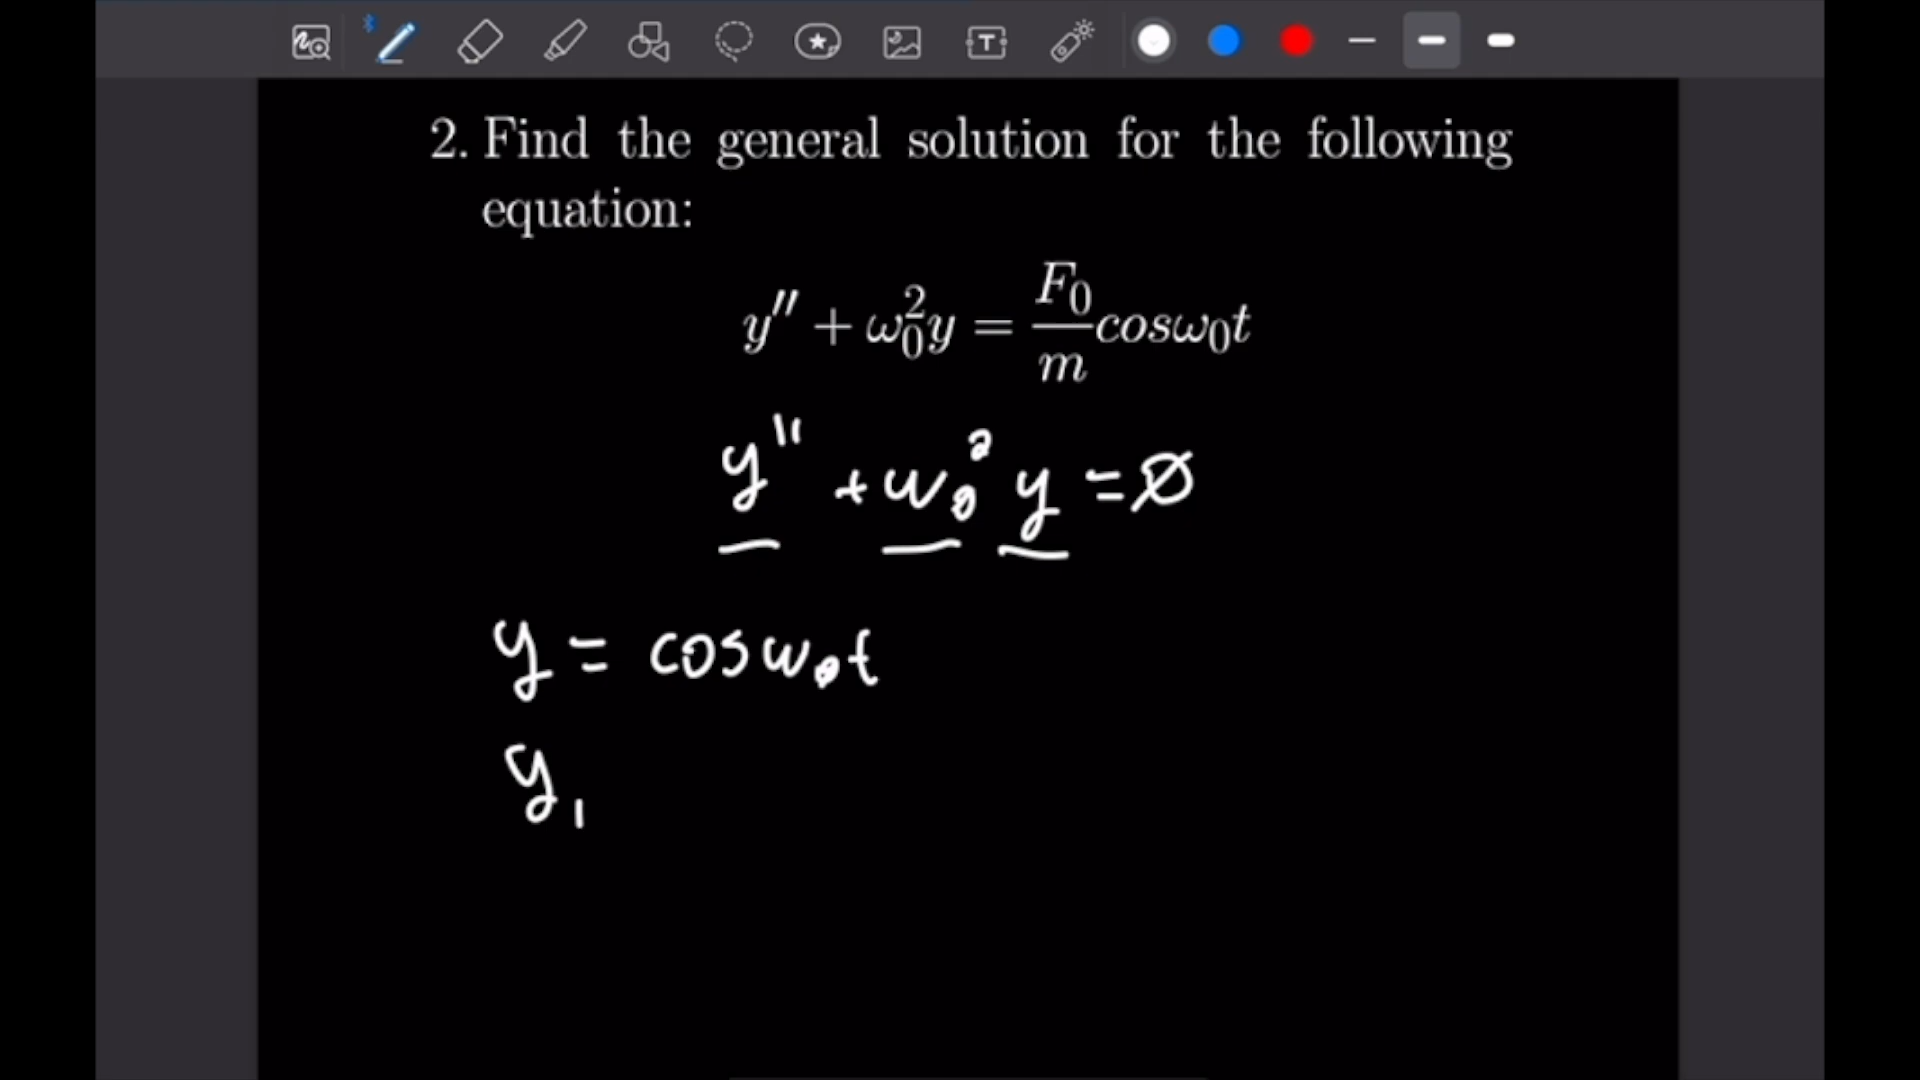 2. Find the general solution for the following
equation:
y″ + ω₀²y = F₀/m cosω₀t
y" + w₀² y = ∅
y = cos w₀t
y₁